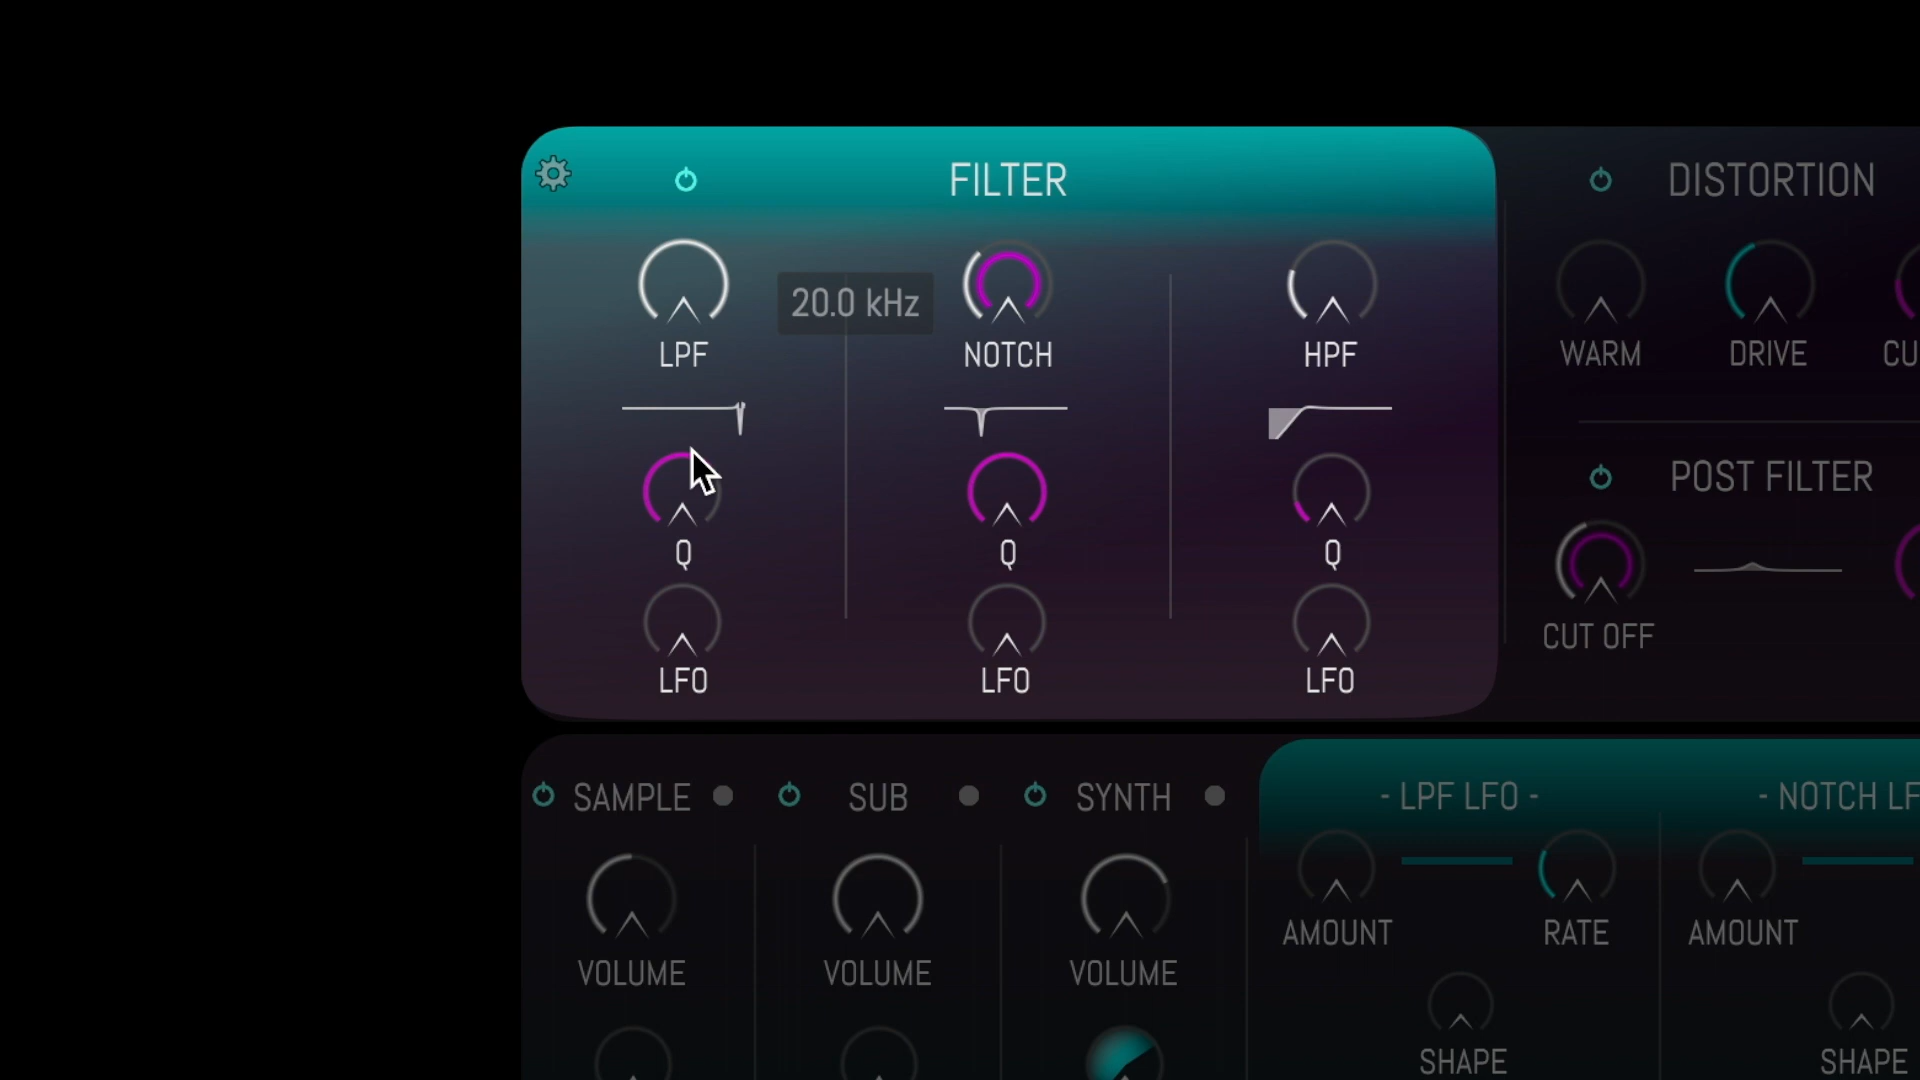 FILTER
DISTORTION
20.0 kHz
LPF
NOTCH
HPF
WARM
DRIVE
CU
POST FILTER
Q
Q
Q
CUT OFF
LFO
LFO
LFO
SAMPLE
SUB
SYNTH
- LPF LFO -
- NOTCH LF
AMOUNT
RATE
AMOUNT
VOLUME
VOLUME
VOLUME
SHAPE
SHAPE